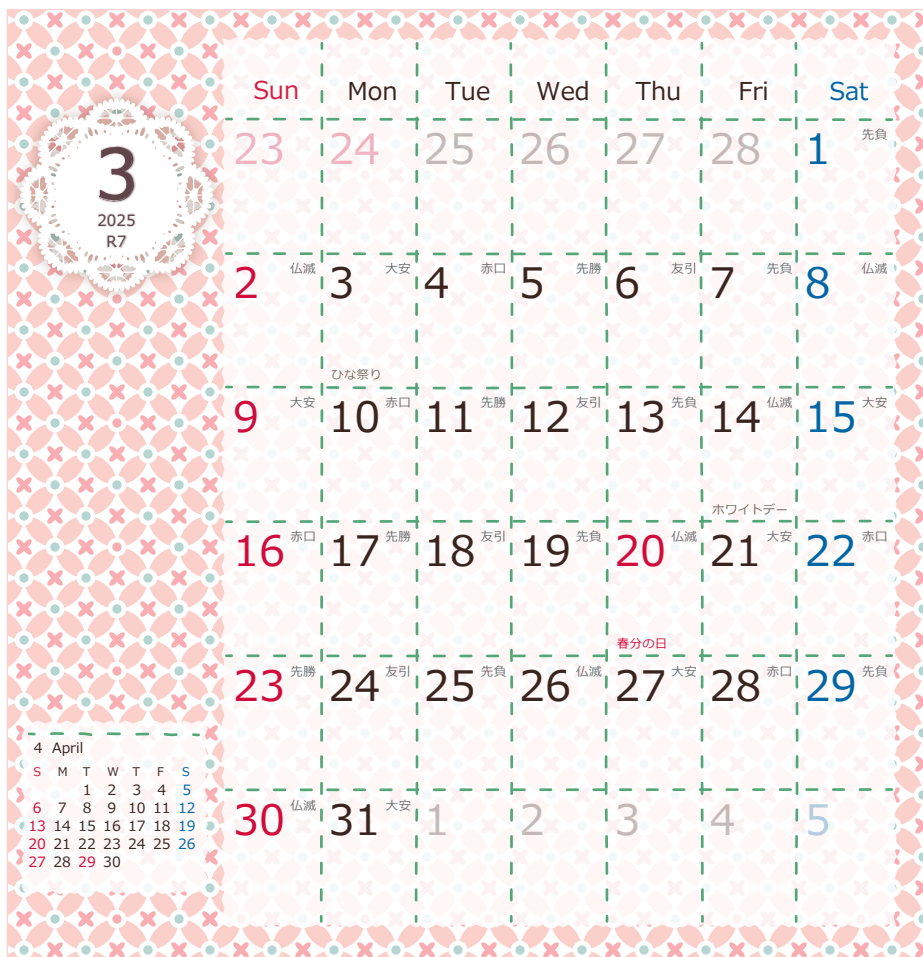 3
2025
R7
Sun Mon Tue Wed Thu Fri Sat
23 24 25 26 27 28 1 先負
2 仏滅 3 大安 4 赤口 5 先勝 6 友引 7 先負 8 仏滅
ひな祭り
9 大安 10 赤口 11 先勝 12 友引 13 先負 14 仏滅 15 大安
ホワイトデー
16 赤口 17 先勝 18 友引 19 先負 20 仏滅 21 大安 22 赤口
春分の日
23 先勝 24 友引 25 先負 26 仏滅 27 大安 28 赤口 29 先負
30 仏滅 31 大安 1 2 3 4 5
4 April
S M T W T F S
1 2 3 4 5
6 7 8 9 10 11 12
13 14 15 16 17 18 19
20 21 22 23 24 25 26
27 28 29 30